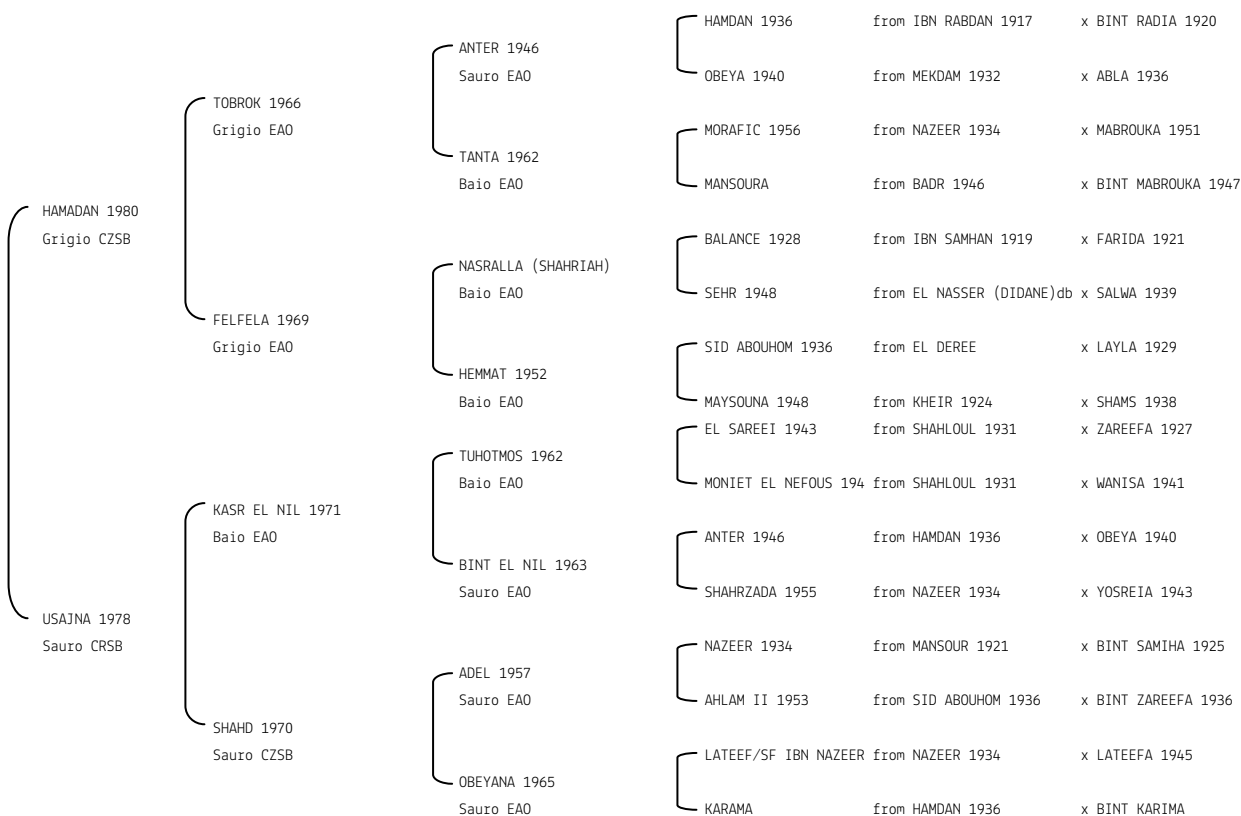 HAMDAN 1936 from IBN RABDAN 1917 x BINT RADIA 1920
ANTER 1946
Sauro EAO
OBEYA 1940 from MEKDAM 1932 x ABLA 1936
TOBROK 1966
Grigio EAO
MORAFIC 1956 from NAZEER 1934 x MABROUKA 1951
TANTA 1962
Baio EAO
MANSOURA from BADR 1946 x BINT MABROUKA 1947
HAMADAN 1980
Grigio CZSB
BALANCE 1928 from IBN SAMHAN 1919 x FARIDA 1921
NASRALLA (SHAHRIAH)
Baio EAO
SEHR 1948 from EL NASSER (DIDANE)db x SALWA 1939
FELFELA 1969
Grigio EAO
SID ABOUHOM 1936 from EL DEREE x LAYLA 1929
HEMMAT 1952
Baio EAO
MAYSOUNA 1948 from KHEIR 1924 x SHAMS 1938
EL SAREEI 1943 from SHAHLOUL 1931 x ZAREEFA 1927
TUHOTMOS 1962
Baio EAO
MONIET EL NEFOUS 194 from SHAHLOUL 1931 x WANISA 1941
KASR EL NIL 1971
Baio EAO
ANTER 1946 from HAMDAN 1936 x OBEYA 1940
BINT EL NIL 1963
Sauro EAO
SHAHRZADA 1955 from NAZEER 1934 x YOSREIA 1943
USAJNA 1978
Sauro CRSB
NAZEER 1934 from MANSOUR 1921 x BINT SAMIHA 1925
ADEL 1957
Sauro EAO
AHLAM II 1953 from SID ABOUHOM 1936 x BINT ZAREEFA 1936
SHAHD 1970
Sauro CZSB
LATEEF/SF IBN NAZEER from NAZEER 1934 x LATEEFA 1945
OBEYANA 1965
Sauro EAO
KARAMA from HAMDAN 1936 x BINT KARIMA